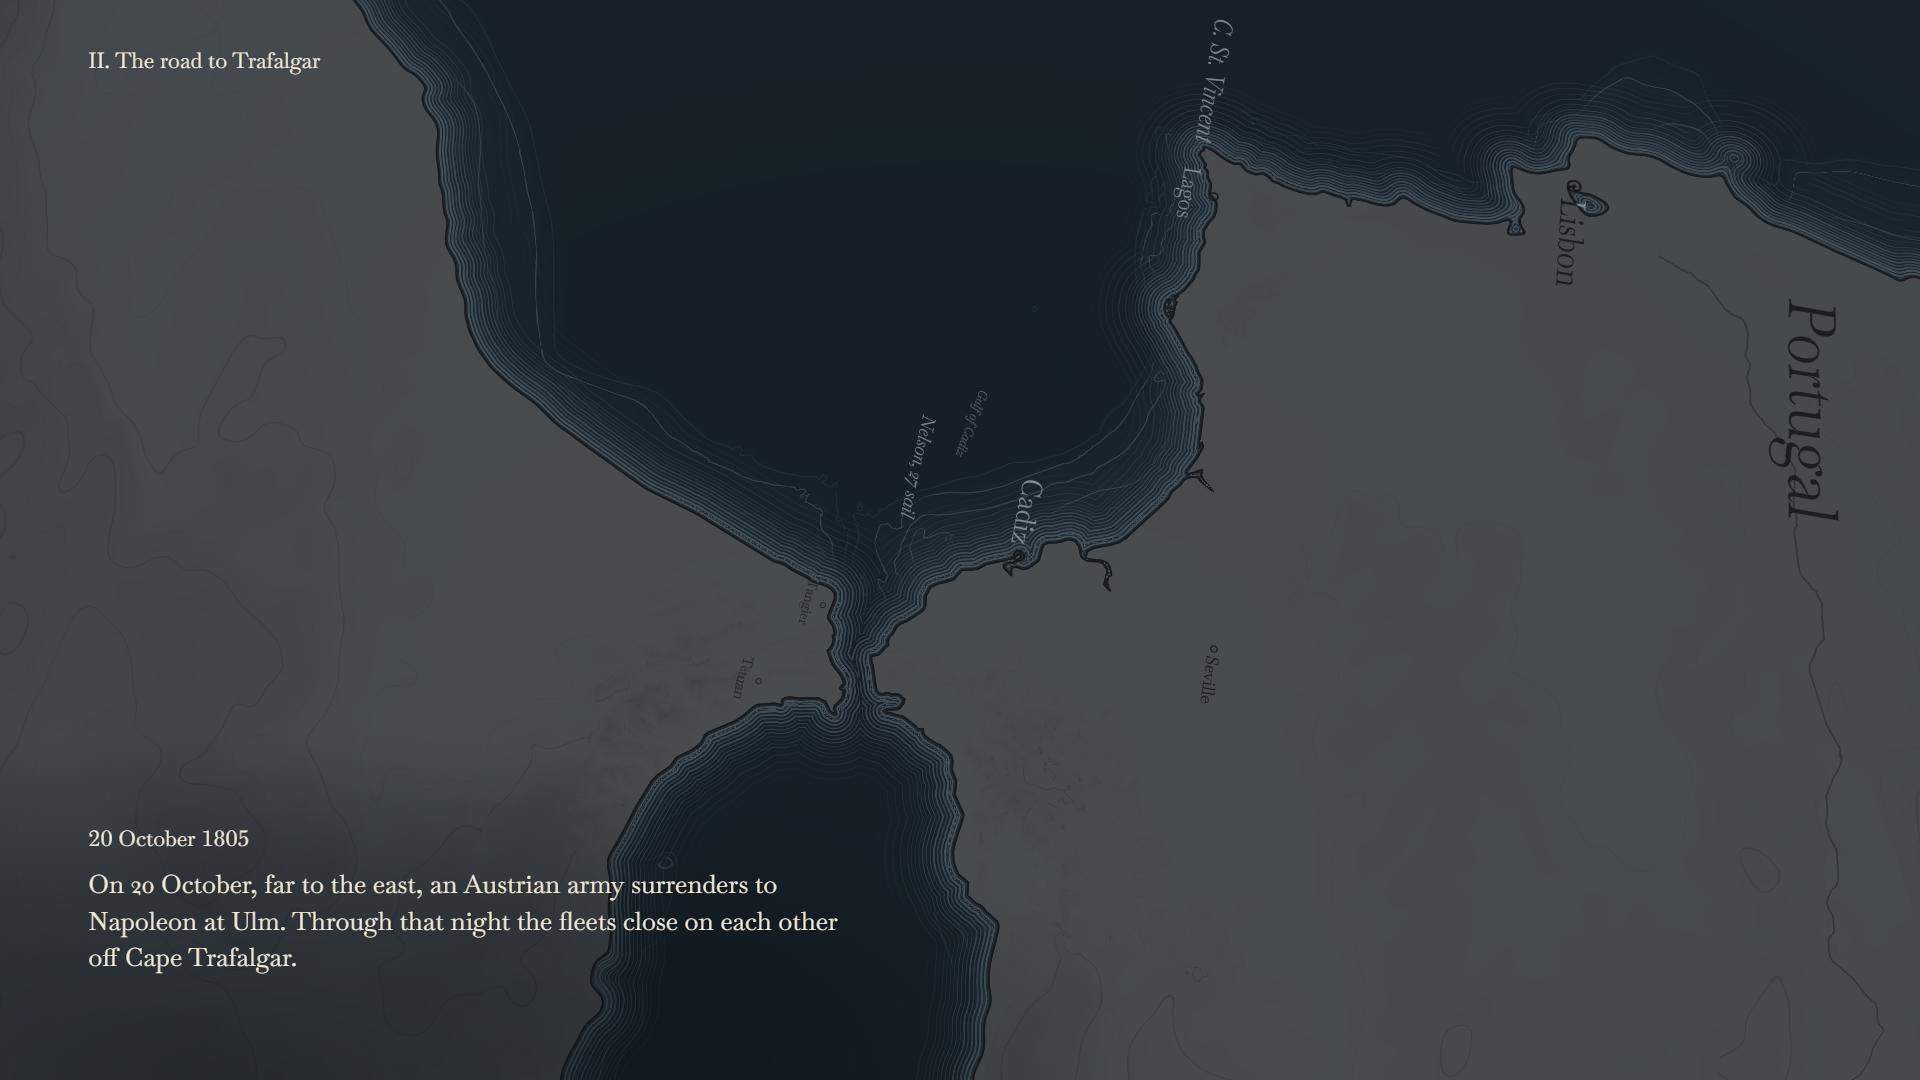 II. The road to Trafalgar
C. St. Vincent
Lagos
Lisbon
Portugal
Gulf of Cadiz
Nelson, 27 sail
Cadiz
Tangier
Tetuan
Seville
20 October 1805
On 20 October, far to the east, an Austrian army surrenders to
Napoleon at Ulm. Through that night the fleets close on each other
off Cape Trafalgar.